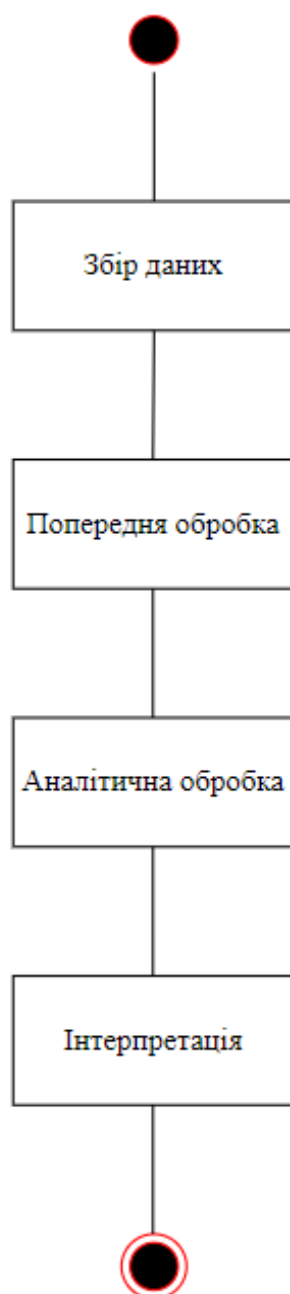 Збір даних
Попередня обробка
Аналітична обробка
Інтерпретація